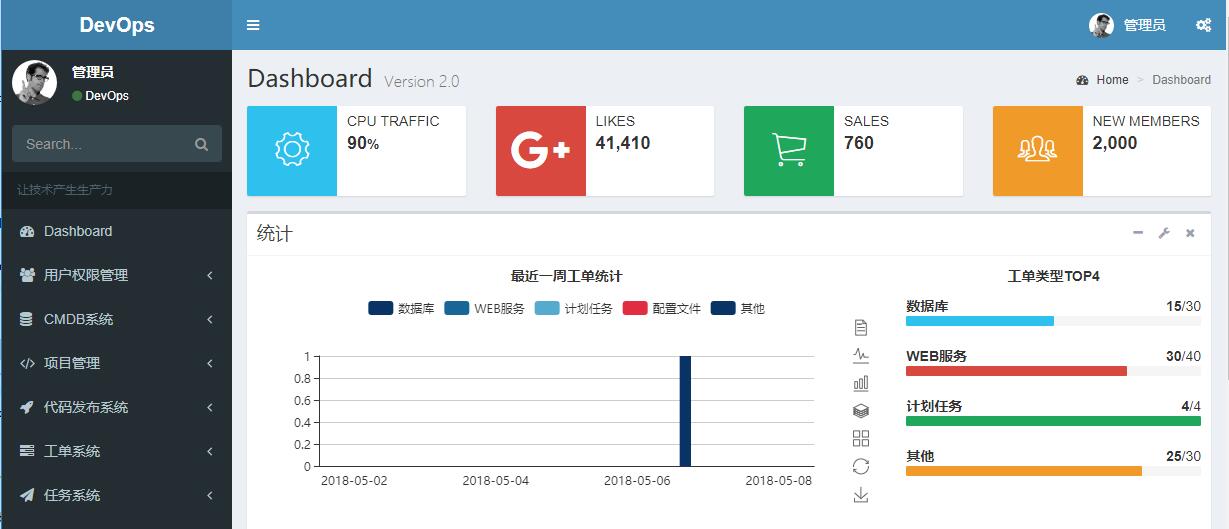 DevOps
管理员
管理员
DevOps
Search...
让技术产生生产力
Dashboard
用户权限管理
CMDB系统
项目管理
代码发布系统
工单系统
任务系统
Dashboard Version 2.0
Home > Dashboard
CPU TRAFFIC
90%
G+
LIKES
41,410
SALES
760
NEW MEMBERS
2,000
统计
最近一周工单统计
数据库 WEB服务 计划任务 配置文件 其他
1
0.8
0.6
0.4
0.2
0
2018-05-02 2018-05-04 2018-05-06 2018-05-08
工单类型TOP4
数据库 15/30
WEB服务 30/40
计划任务 4/4
其他 25/30